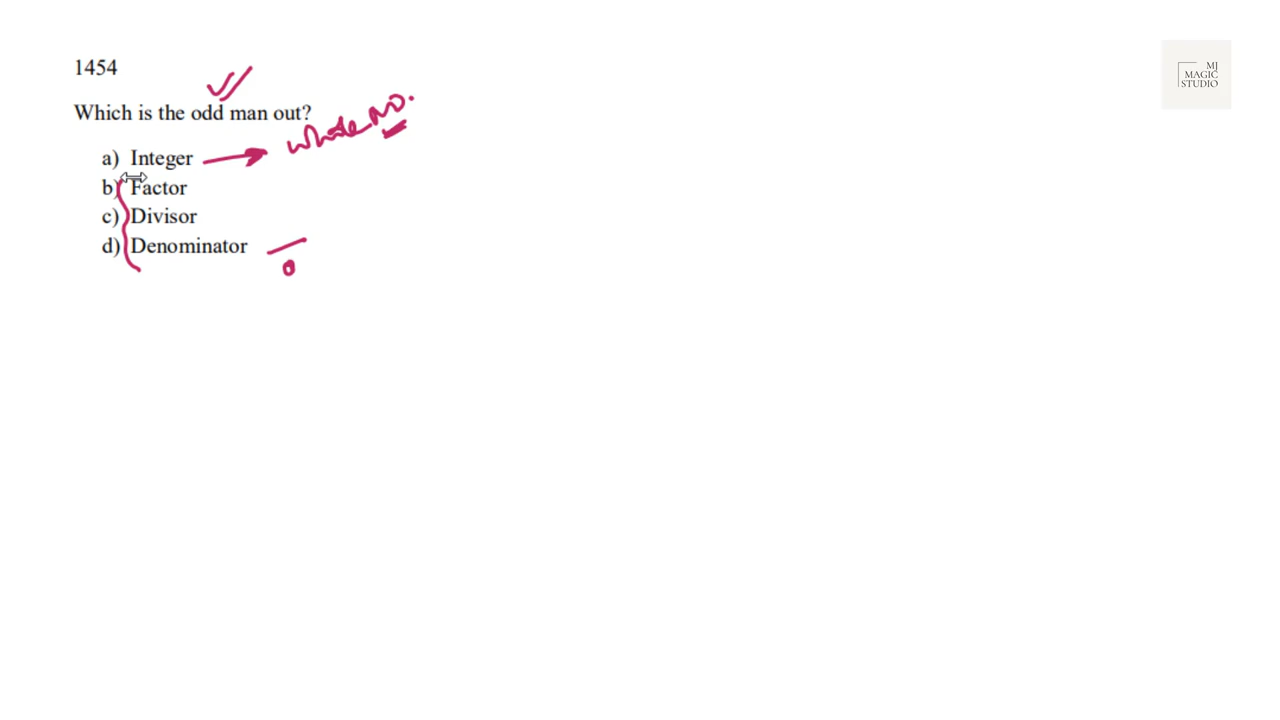 1454
Which is the odd man out?
a) Integer
whole no.
b) Factor
c) Divisor
d) Denominator
MJ
MAGIC
STUDIO